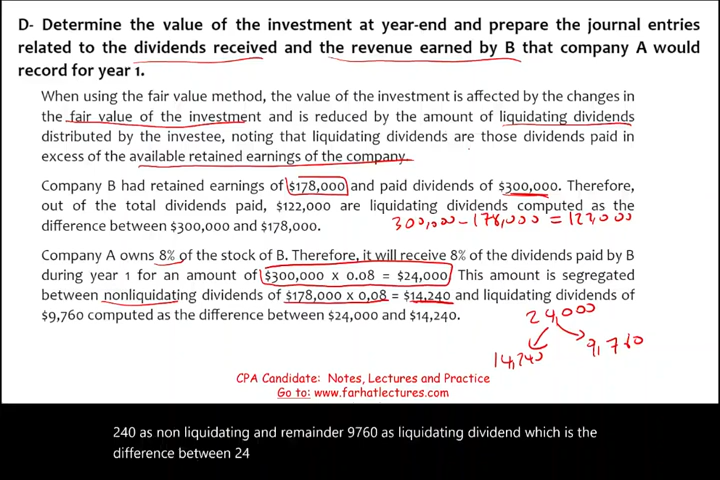 D- Determine the value of the investment at year-end and prepare the journal entries
related to the dividends received and the revenue earned by B that company A would
record for year 1.
When using the fair value method, the value of the investment is affected by the changes in
the fair value of the investment and is reduced by the amount of liquidating dividends
distributed by the investee, noting that liquidating dividends are those dividends paid in
excess of the available retained earnings of the company.
Company B had retained earnings of $178,000 and paid dividends of $300,000. Therefore,
out of the total dividends paid, $122,000 are liquidating dividends computed as the
difference between $300,000 and $178,000.
300,000 - 178,000 = 122,000
Company A owns 8% of the stock of B. Therefore, it will receive 8% of the dividends paid by B
during year 1 for an amount of $300,000 x 0.08 = $24,000. This amount is segregated
between nonliquidating dividends of $178,000 x 0,08 = $14,240 and liquidating dividends of
$9,760 computed as the difference between $24,000 and $14,240.
24,000
14,240 9,760
CPA Candidate: Notes, Lectures and Practice
Go to: www.farhatlectures.com
240 as non liquidating and remainder 9760 as liquidating dividend which is the
difference between 24